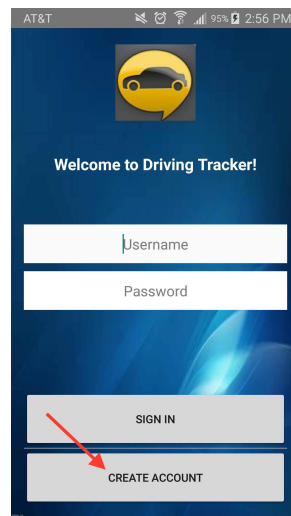 AT&T 95% 2:56 PM
Welcome to Driving Tracker!
Username
Password
SIGN IN
CREATE ACCOUNT